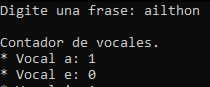 Digite una frase: ailthon
Contador de vocales.
* Vocal a: 1
* Vocal e: 0